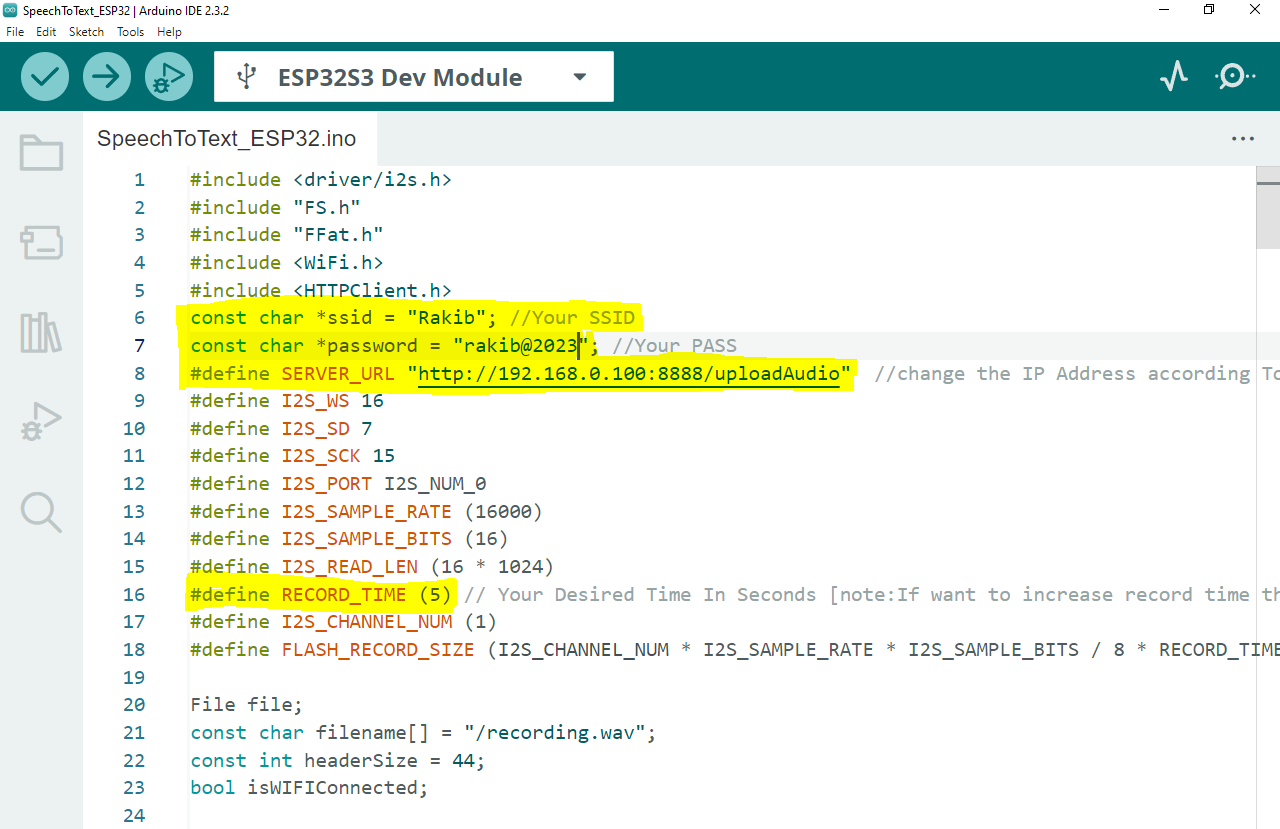 SpeechToText_ESP32 | Arduino IDE 2.3.2
File Edit Sketch Tools Help
ESP32S3 Dev Module
SpeechToText_ESP32.ino
1 #include <driver/i2s.h>
2 #include "FS.h"
3 #include "FFat.h"
4 #include <WiFi.h>
5 #include <HTTPClient.h>
6 const char *ssid = "Rakib"; //Your SSID
7 const char *password = "rakib@2023"; //Your PASS
8 #define SERVER_URL "http://192.168.0.100:8888/uploadAudio" //change the IP Address according To
9 #define I2S_WS 16
10 #define I2S_SD 7
11 #define I2S_SCK 15
12 #define I2S_PORT I2S_NUM_0
13 #define I2S_SAMPLE_RATE (16000)
14 #define I2S_SAMPLE_BITS (16)
15 #define I2S_READ_LEN (16 * 1024)
16 #define RECORD_TIME (5) // Your Desired Time In Seconds [note:If want to increase record time th
17 #define I2S_CHANNEL_NUM (1)
18 #define FLASH_RECORD_SIZE (I2S_CHANNEL_NUM * I2S_SAMPLE_RATE * I2S_SAMPLE_BITS / 8 * RECORD_TIME
19
20 File file;
21 const char filename[] = "/recording.wav";
22 const int headerSize = 44;
23 bool isWIFIConnected;
24